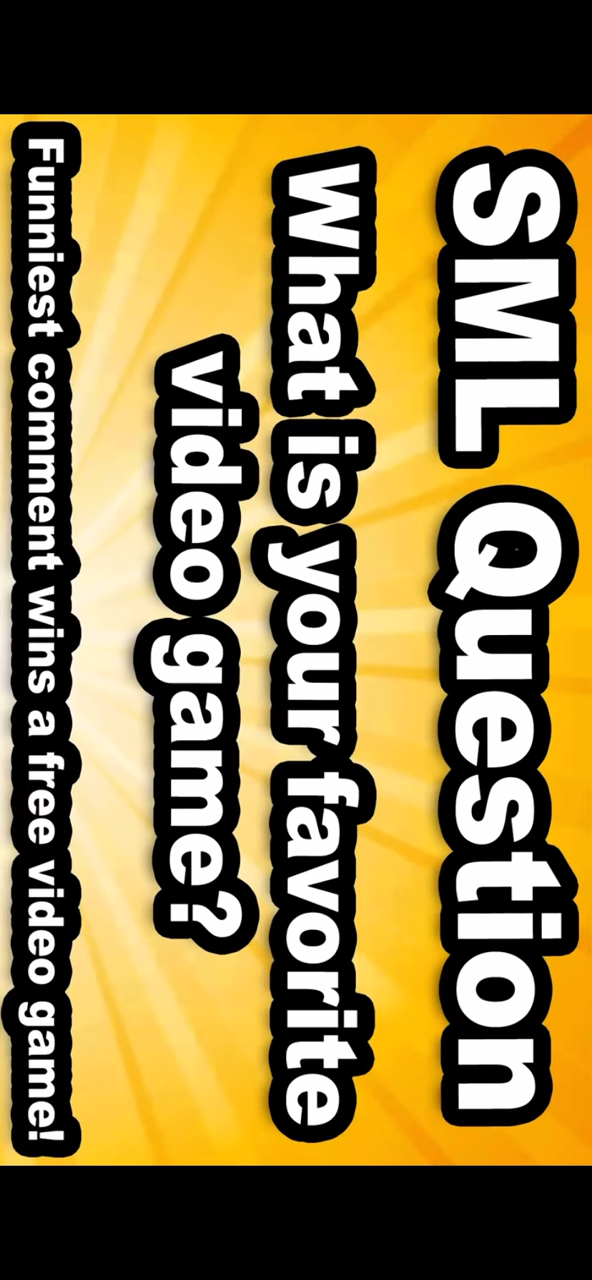 SML Question
What is your favorite
video game?
Funniest comment wins a free video game!